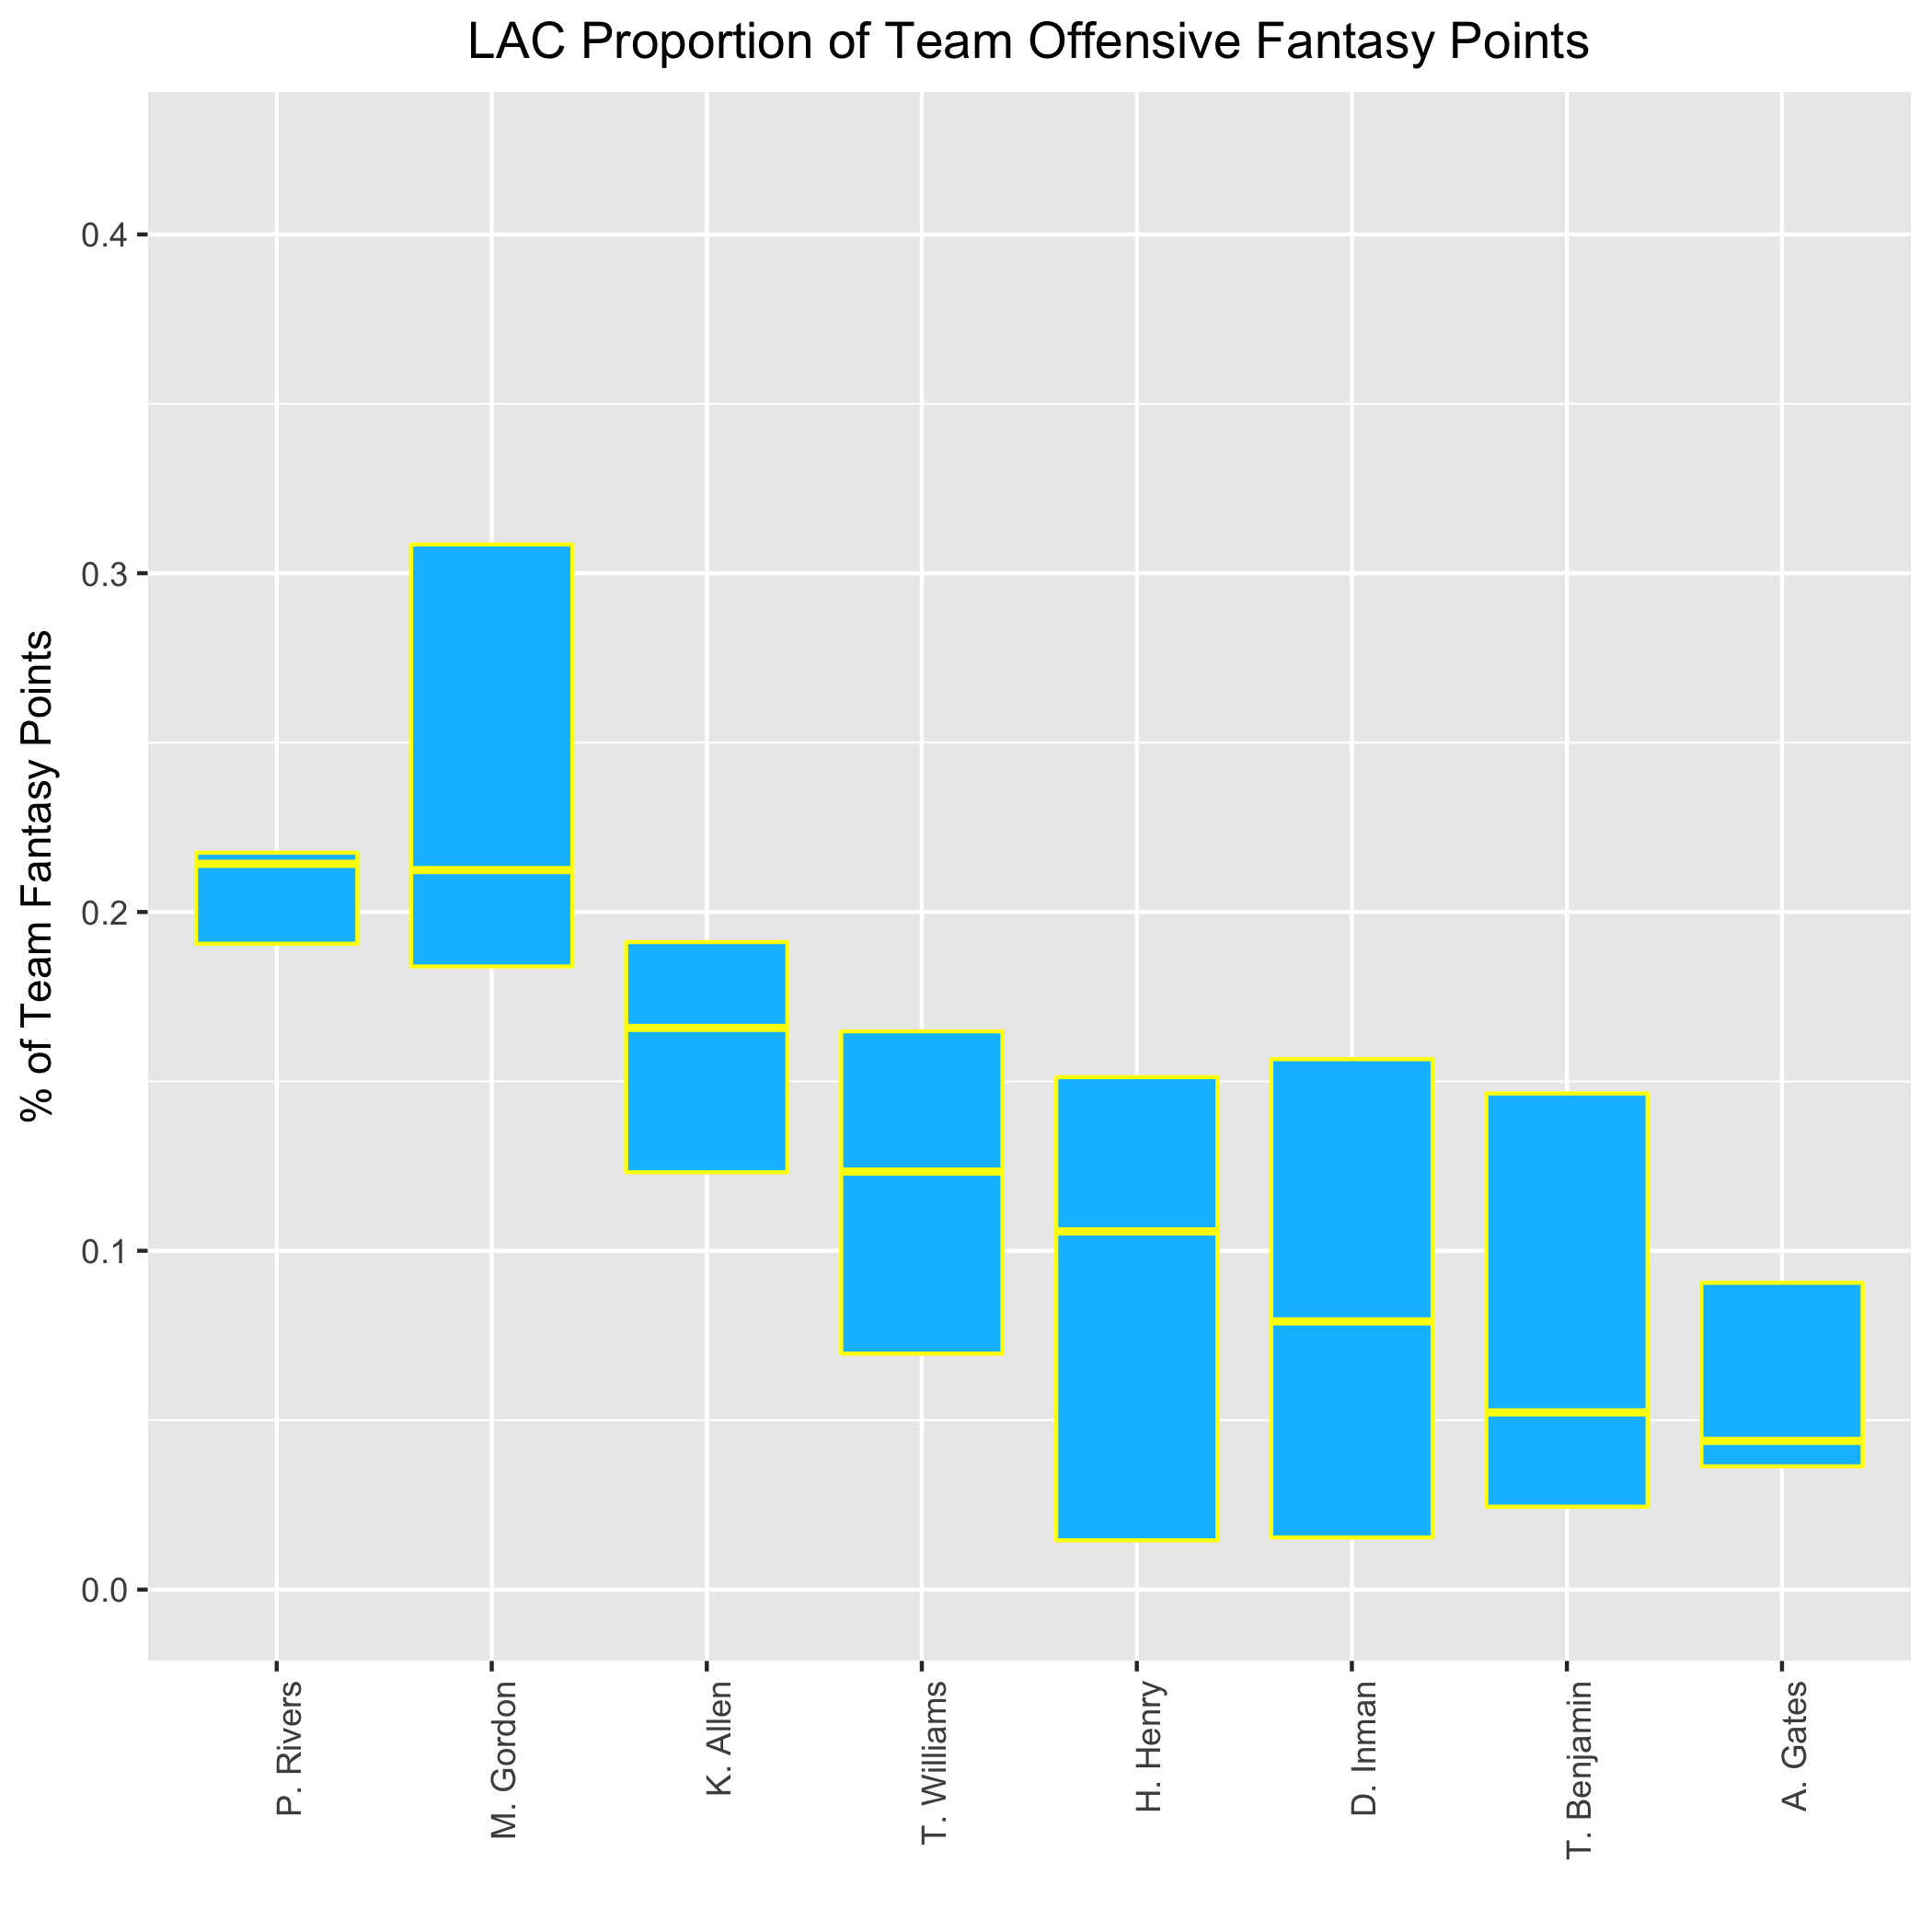 LAC Proportion of Team Offensive Fantasy Points
% of Team Fantasy Points
0.4
0.3
0.2
0.1
0.0
P. Rivers
M. Gordon
K. Allen
T. Williams
H. Henry
D. Inman
T. Benjamin
A. Gates